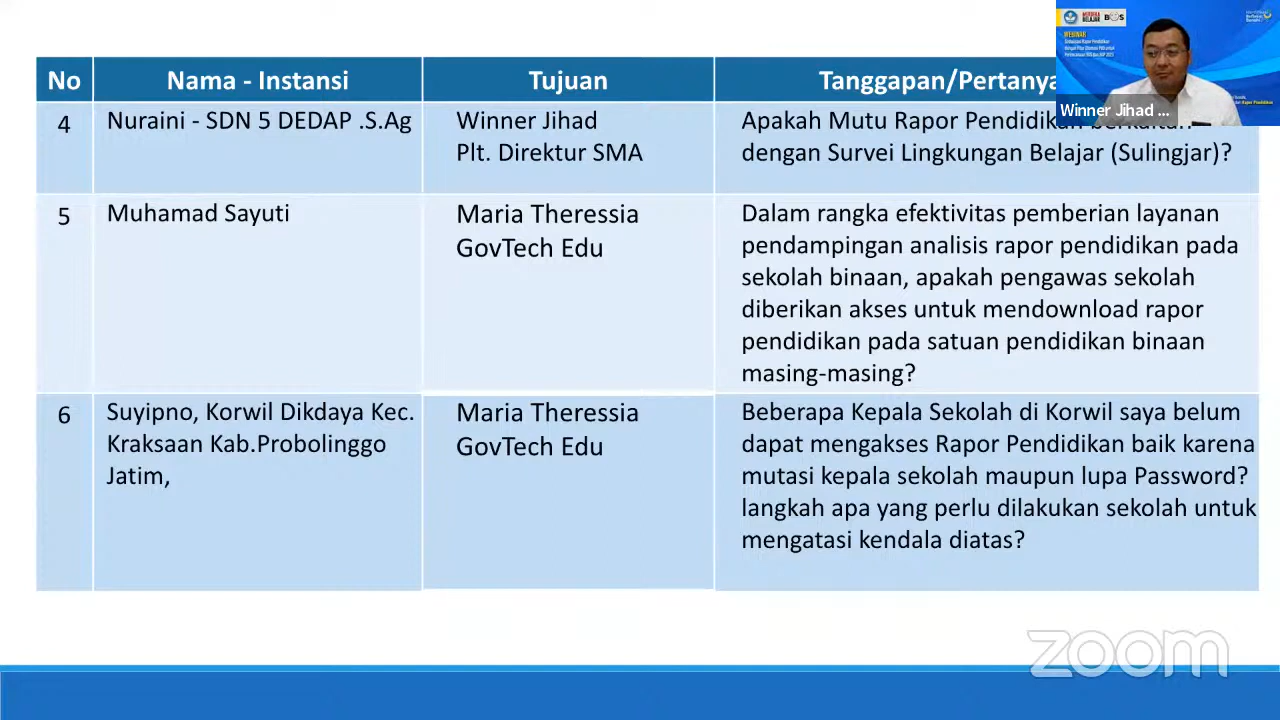 MERDEKA
BELAJAR
WEBINAR
Winner Jihad ...
No
Nama - Instansi
Tujuan
Tanggapan/Pertanya
4
Nuraini - SDN 5 DEDAP .S.Ag
Winner Jihad
Plt. Direktur SMA
Apakah Mutu Rapor Pendidikan berkaitan
dengan Survei Lingkungan Belajar (Sulingjar)?
5
Muhamad Sayuti
Maria Theressia
GovTech Edu
Dalam rangka efektivitas pemberian layanan
pendampingan analisis rapor pendidikan pada
sekolah binaan, apakah pengawas sekolah
diberikan akses untuk mendownload rapor
pendidikan pada satuan pendidikan binaan
masing-masing?
6
Suyipno, Korwil Dikdaya Kec.
Kraksaan Kab.Probolinggo
Jatim,
Maria Theressia
GovTech Edu
Beberapa Kepala Sekolah di Korwil saya belum
dapat mengakses Rapor Pendidikan baik karena
mutasi kepala sekolah maupun lupa Password?
langkah apa yang perlu dilakukan sekolah untuk
mengatasi kendala diatas?
zoom